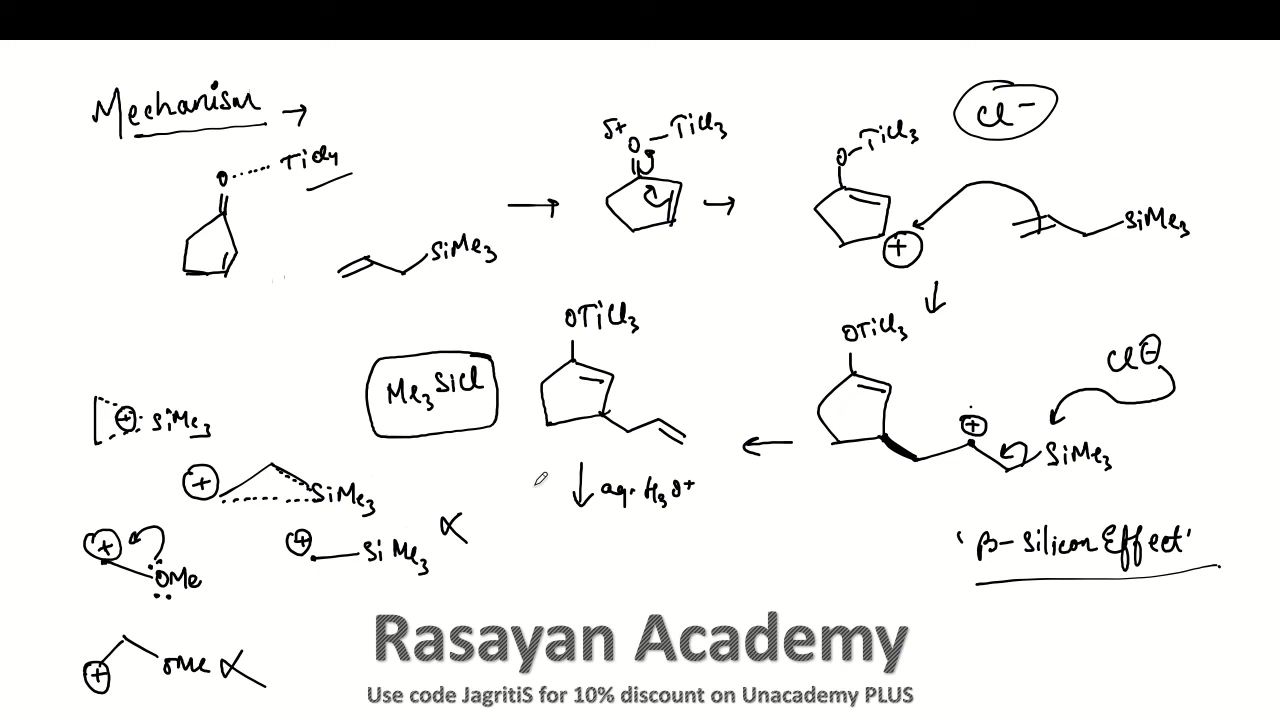 Mechanism →
TiCl4
O
SiMe3
δ+
O
TiCl3
O
TiCl3
+
Cl-
SiMe3
OTiCl3
+
SiMe3
Cl⊖
OTiCl3
Me3SiCl
aq. H3O+
+ SiMe3
+ SiMe3
+ OMe
+ SiMe3
+ OMe
'β-Silicon Effect'
Rasayan Academy
Use code JagritiS for 10% discount on Unacademy PLUS